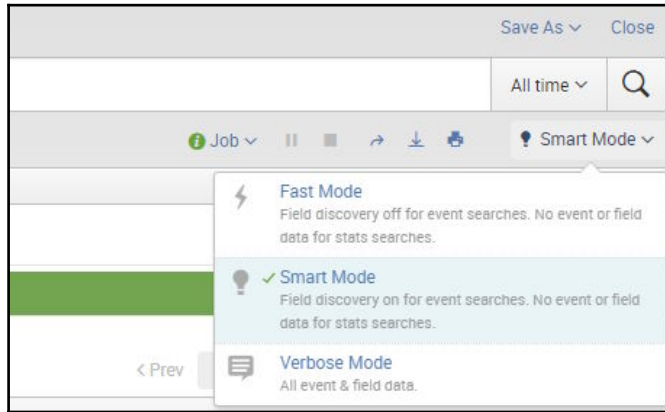 Save As Close
All time
Job Smart Mode
Fast Mode
Field discovery off for event searches. No event or field
data for stats searches.
Smart Mode
Field discovery on for event searches. No event or field
data for stats searches.
< Prev Verbose Mode
All event & field data.